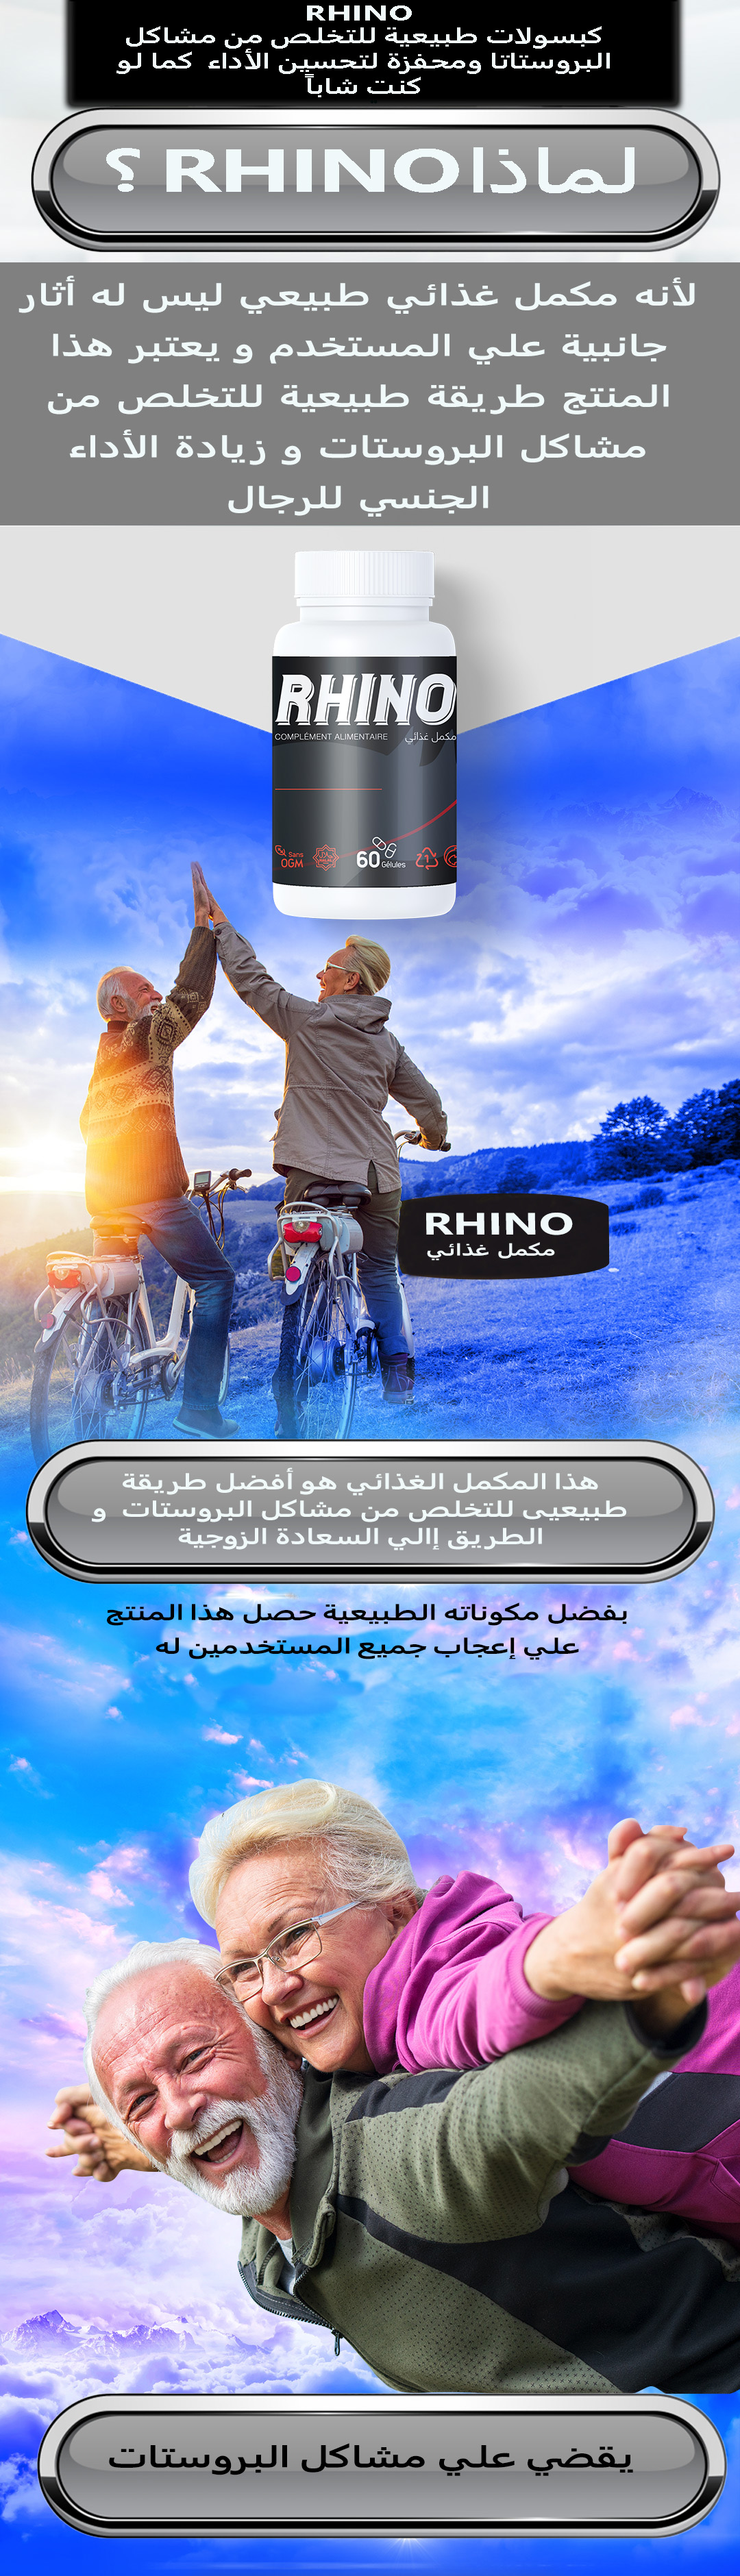 RHINO
كبسولات طبيعية للتخلص من مشاكل
البروستاتا ومحفزة لتحسين الأداء كما لو
كنت شاباً
لماذا RHINO ؟
لأنه مكمل غذائي طبيعي ليس له أثار
جانبية علي المستخدم و يعتبر هذا
المنتج طريقة طبيعية للتخلص من
مشاكل البروستات و زيادة الأداء
الجنسي للرجال
RHINO
COMPLÉMENT ALIMENTAIRE مكمل غذائي
Sans
OGM
60 Gélules
RHINO
مكمل غذائي
هذا المكمل الغذائي هو أفضل طريقة
طبيعيى للتخلص من مشاكل البروستات و
الطريق إالي السعادة الزوجية
بفضل مكوناته الطبيعية حصل هذا المنتج
علي إعجاب جميع المستخدمين له
يقضي علي مشاكل البروستات